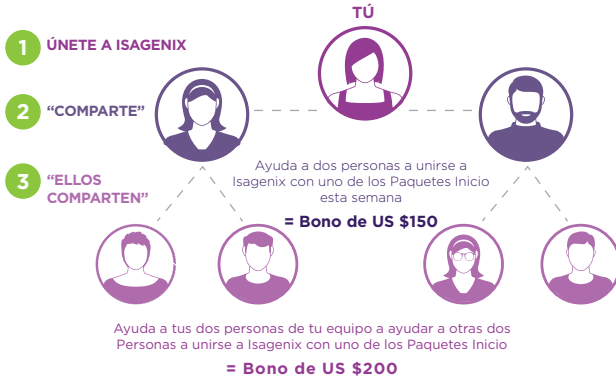 TÚ
1 ÚNETE A ISAGENIX
2 “COMPARTE”
Ayuda a dos personas a unirse a
Isagenix con uno de los Paquetes Inicio
esta semana
= Bono de US $150
3 “ELLOS
COMPARTEN”
Ayuda a tus dos personas de tu equipo a ayudar a otras dos
Personas a unirse a Isagenix con uno de los Paquetes Inicio
= Bono de US $200